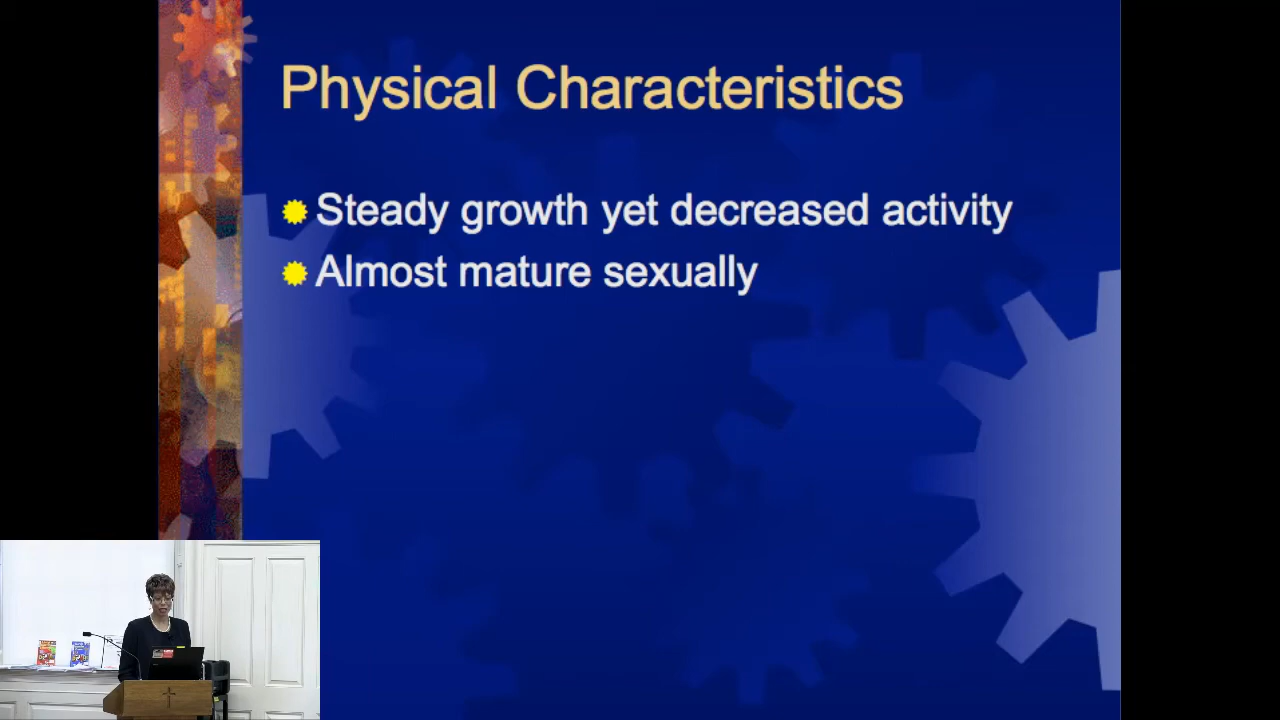 Physical Characteristics
Steady growth yet decreased activity
Almost mature sexually